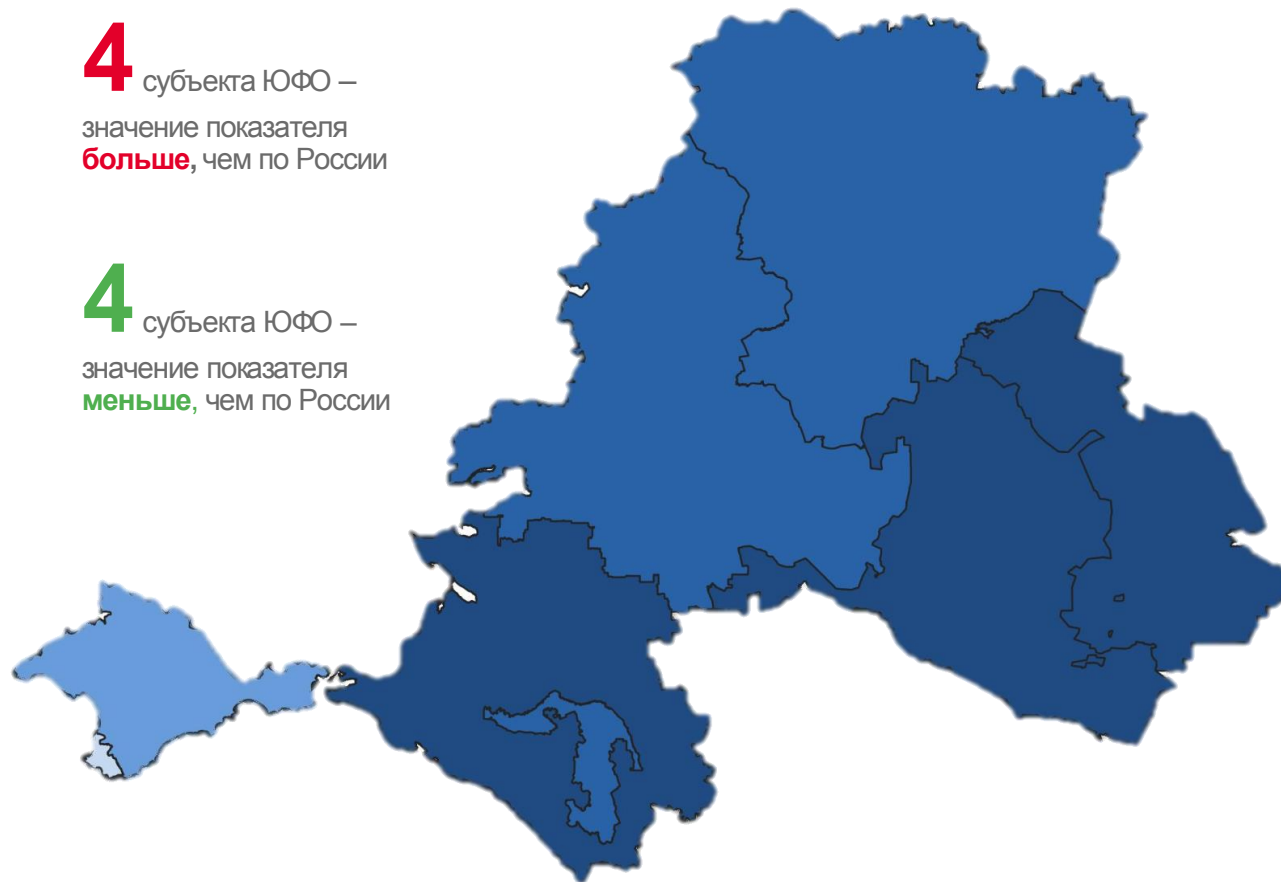 4 субъекта ЮФО –
значение показателя
больше, чем по России
4 субъекта ЮФО –
значение показателя
меньше, чем по России